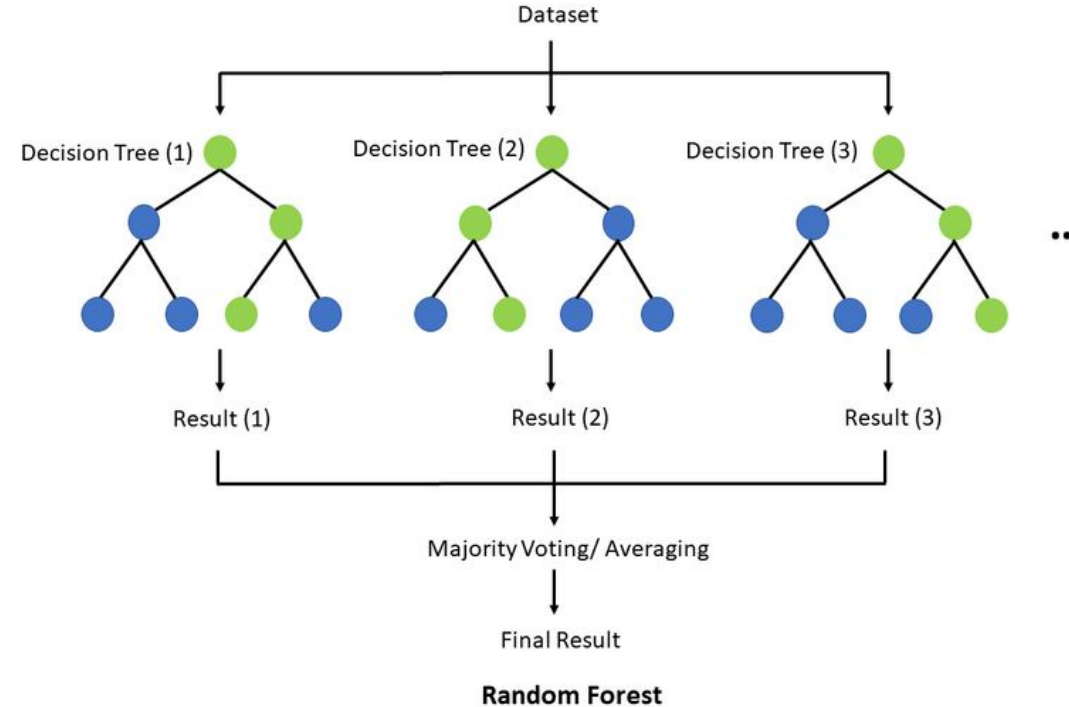 Dataset
Decision Tree (1)
Decision Tree (2)
Decision Tree (3)
..
Result (1)
Result (2)
Result (3)
Majority Voting/ Averaging
Final Result
Random Forest